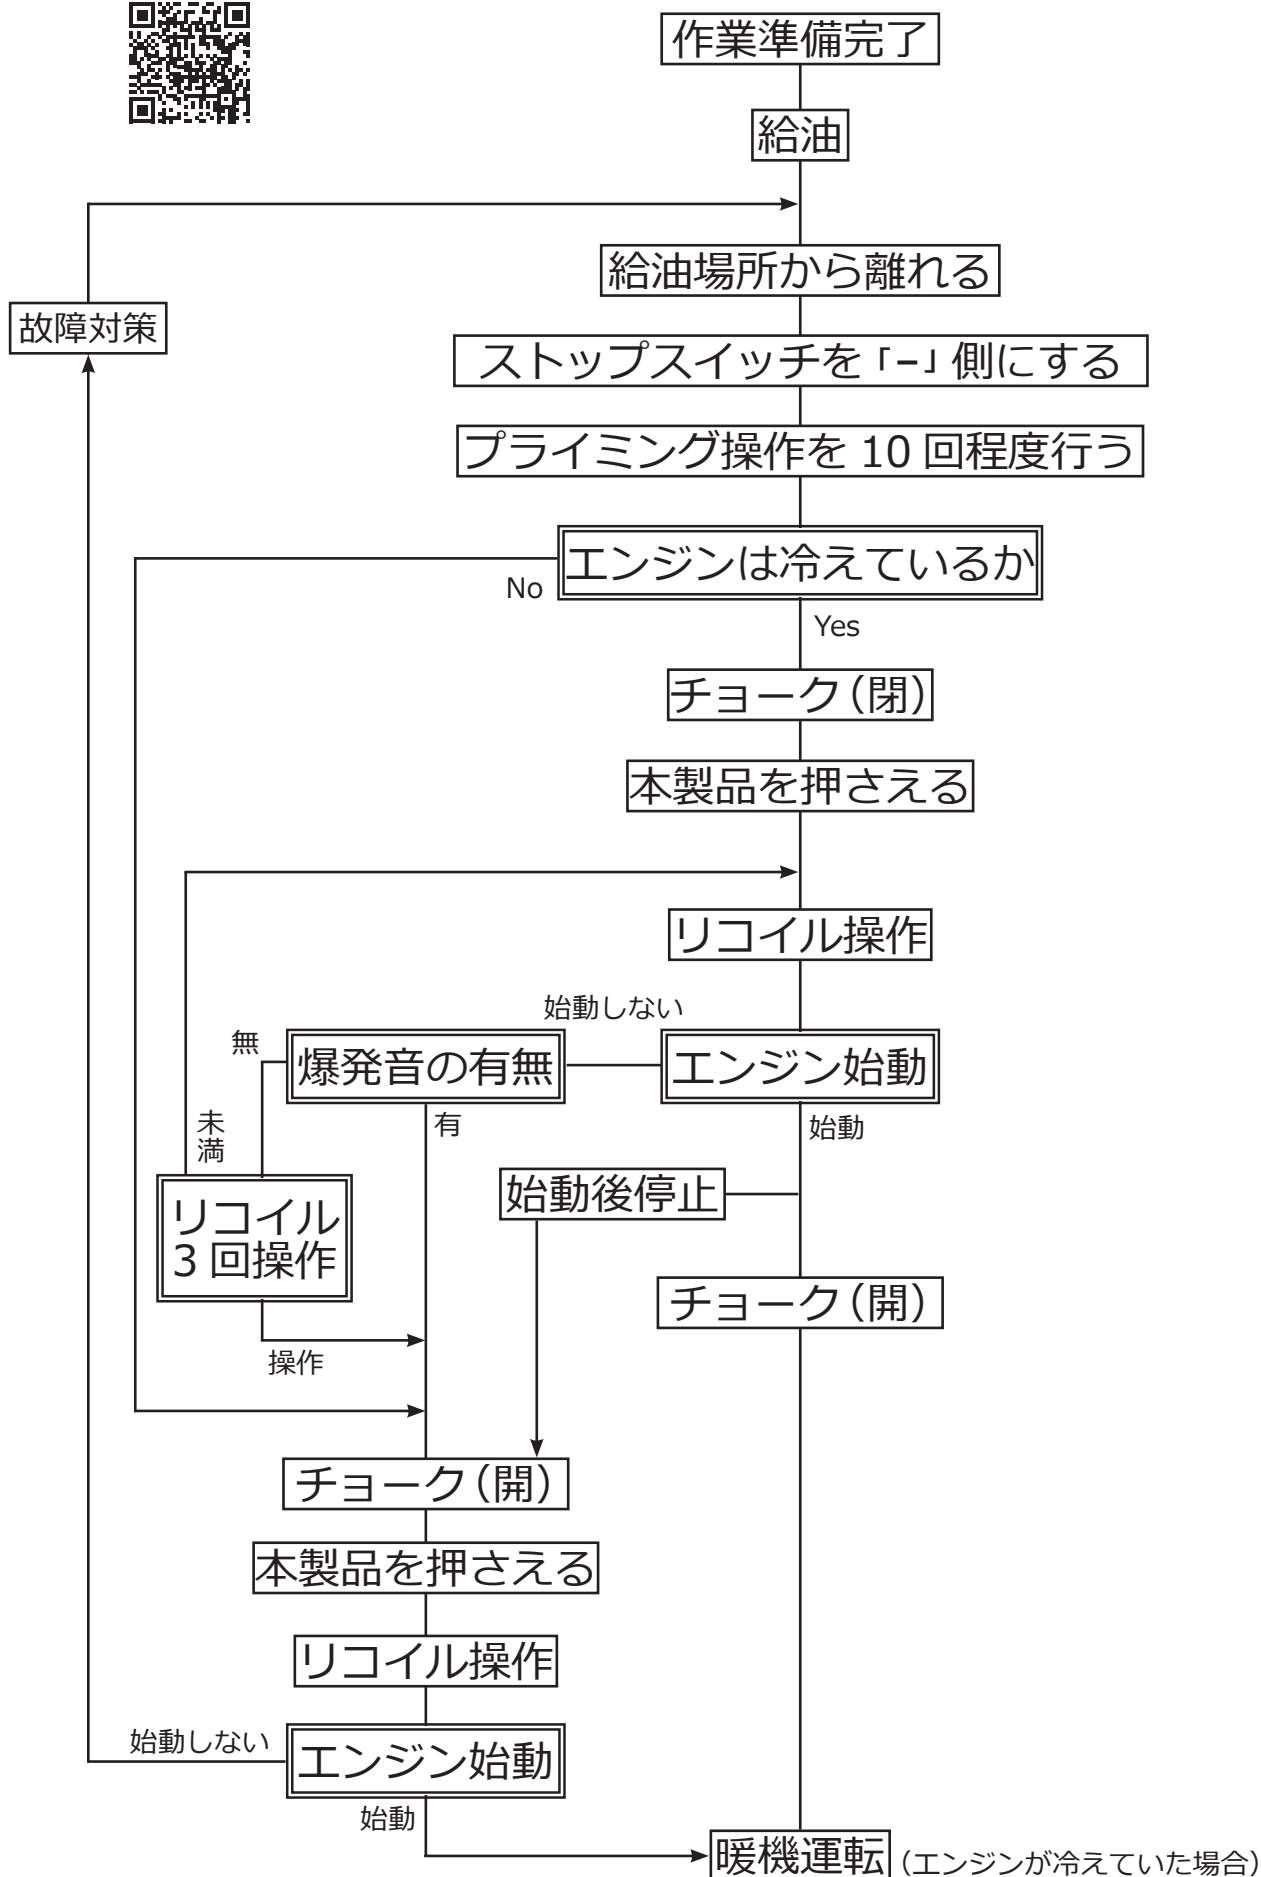 作業準備完了
給油
給油場所から離れる
故障対策
ストップスイッチを「−」側にする
プライミング操作を 10 回程度行う
エンジンは冷えているか
No
Yes
チョーク（閉）
本製品を押さえる
リコイル操作
始動しない
無
爆発音の有無
エンジン始動
未満
有
始動
始動後停止
リコイル
3 回操作
チョーク（開）
操作
チョーク（開）
本製品を押さえる
リコイル操作
始動しない
エンジン始動
始動
暖機運転（エンジンが冷えていた場合）